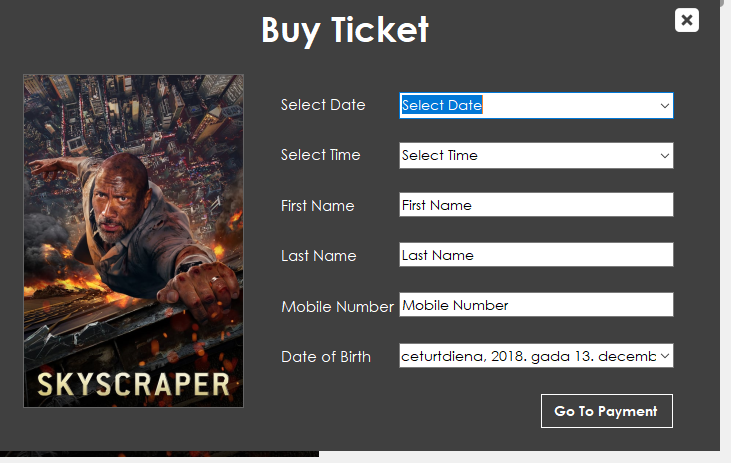 Buy Ticket
Select Date
Select Date
Select Time
Select Time
First Name
First Name
Last Name
Last Name
Mobile Number
Mobile Number
Date of Birth
ceturtdiena, 2018. gada 13. decemb
SKYSCRAPER
Go To Payment